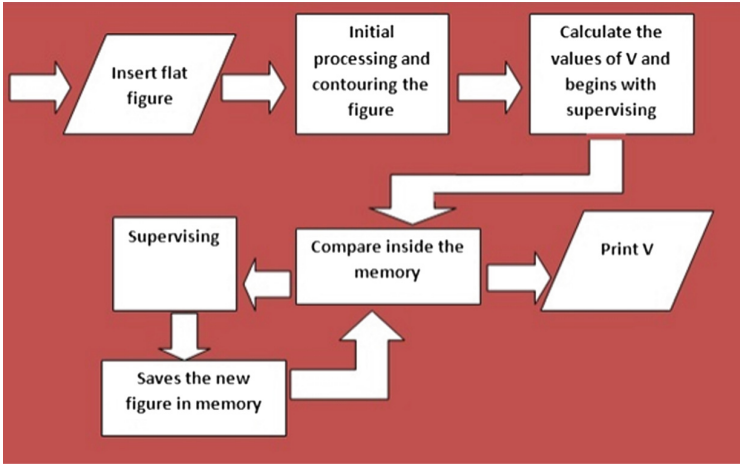 Insert flat
figure
Initial
processing and
contouring the
figure
Calculate the
values of V and
begins with
supervising
Supervising
Compare inside the
memory
Print V
Saves the new
figure in memory